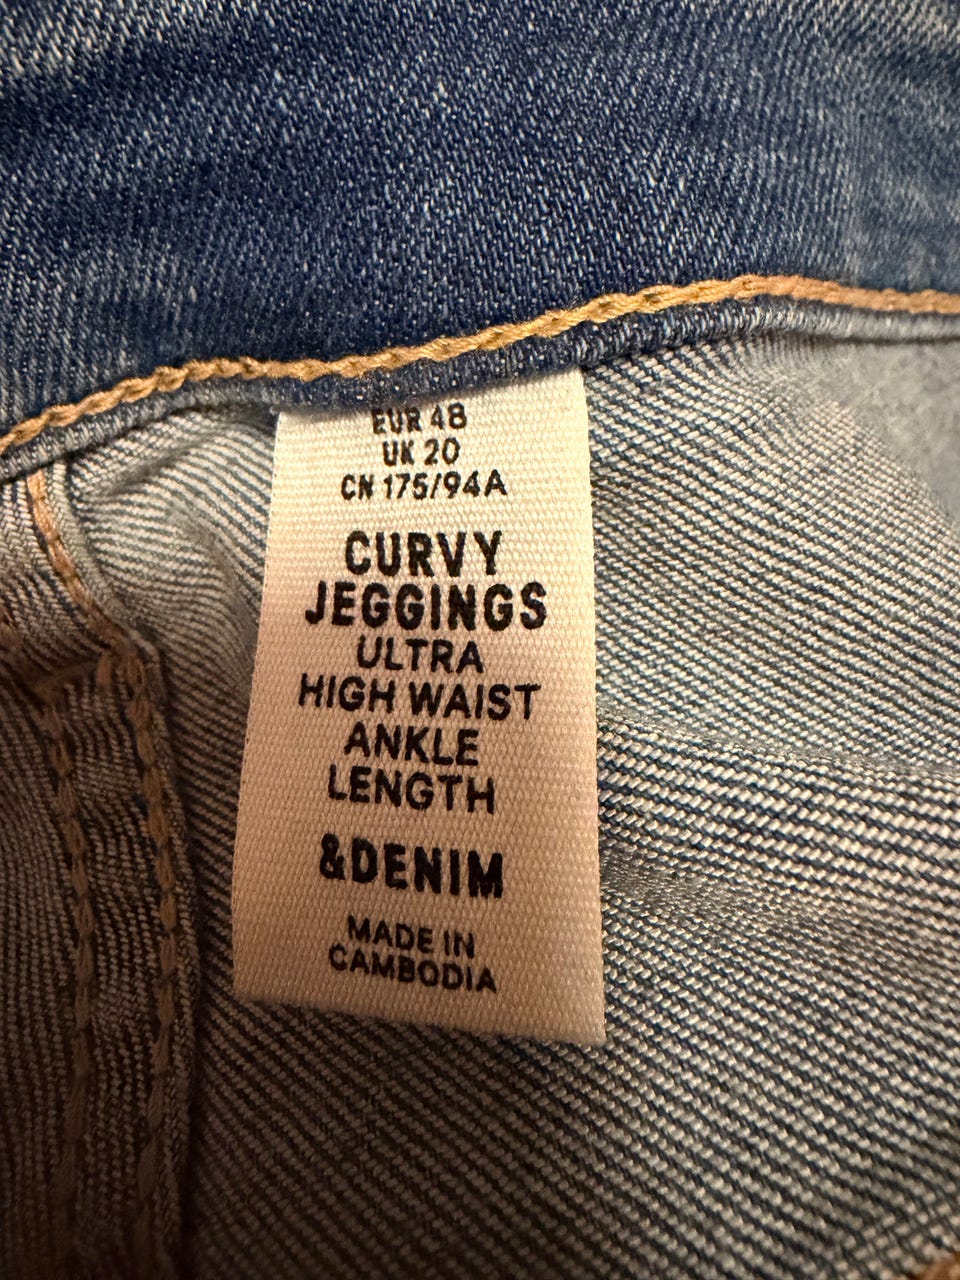 EUR 48
UK 20
CN 175/94A
CURVY
JEGGINGS
ULTRA
HIGH WAIST
ANKLE
LENGTH
&DENIM
MADE IN
CAMBODIA